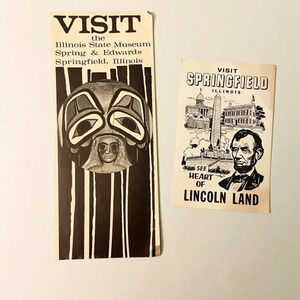 VISIT
the
Illinois State Museum
Spring & Edwards
Springfield, Illinois
VISIT
SPRINGFIELD
ILLINOIS
SEE
HEART
OF
LINCOLN LAND